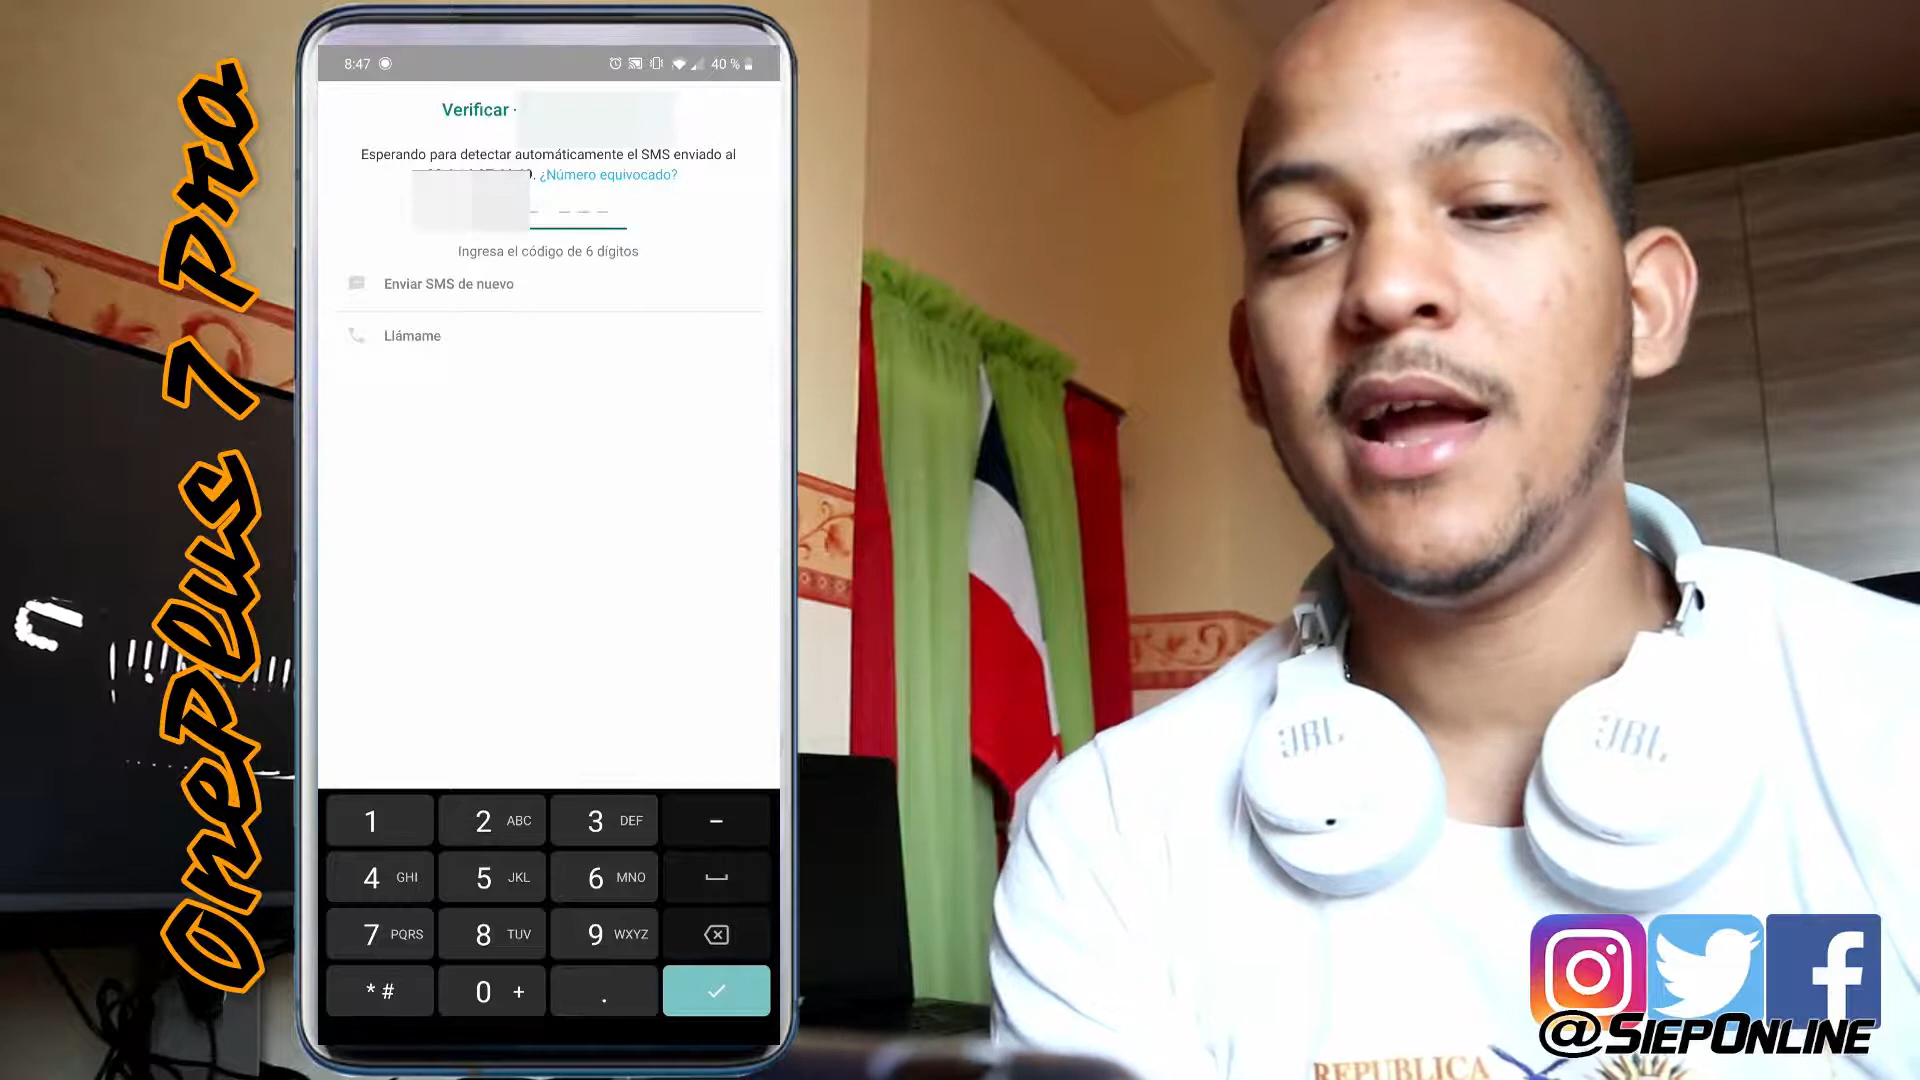 OnePlus 7 Pro
8:47
40 %
Verificar ·
Esperando para detectar automáticamente el SMS enviado al
¿Número equivocado?
Ingresa el código de 6 dígitos
Enviar SMS de nuevo
Llámame
1
2 ABC
3 DEF
–
4 GHI
5 JKL
6 MNO
7 PQRS
8 TUV
9 WXYZ
* #
0 +
.
JBL
JBL
REPUBLICA
@SiepOnline